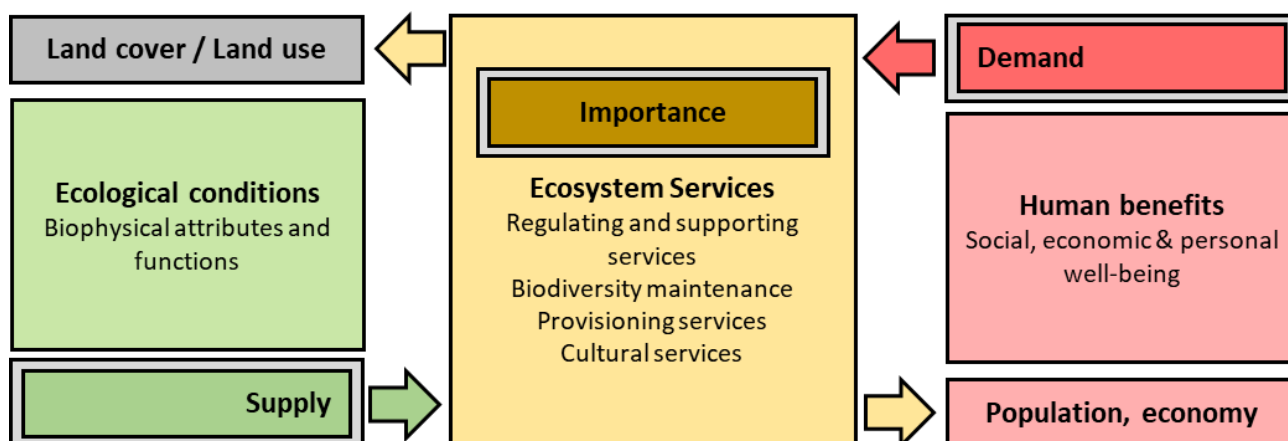 Land cover / Land use
Ecological conditions
Biophysical attributes and
functions
Supply
Importance
Ecosystem Services
Regulating and supporting
services
Biodiversity maintenance
Provisioning services
Cultural services
Demand
Human benefits
Social, economic & personal
well-being
Population, economy